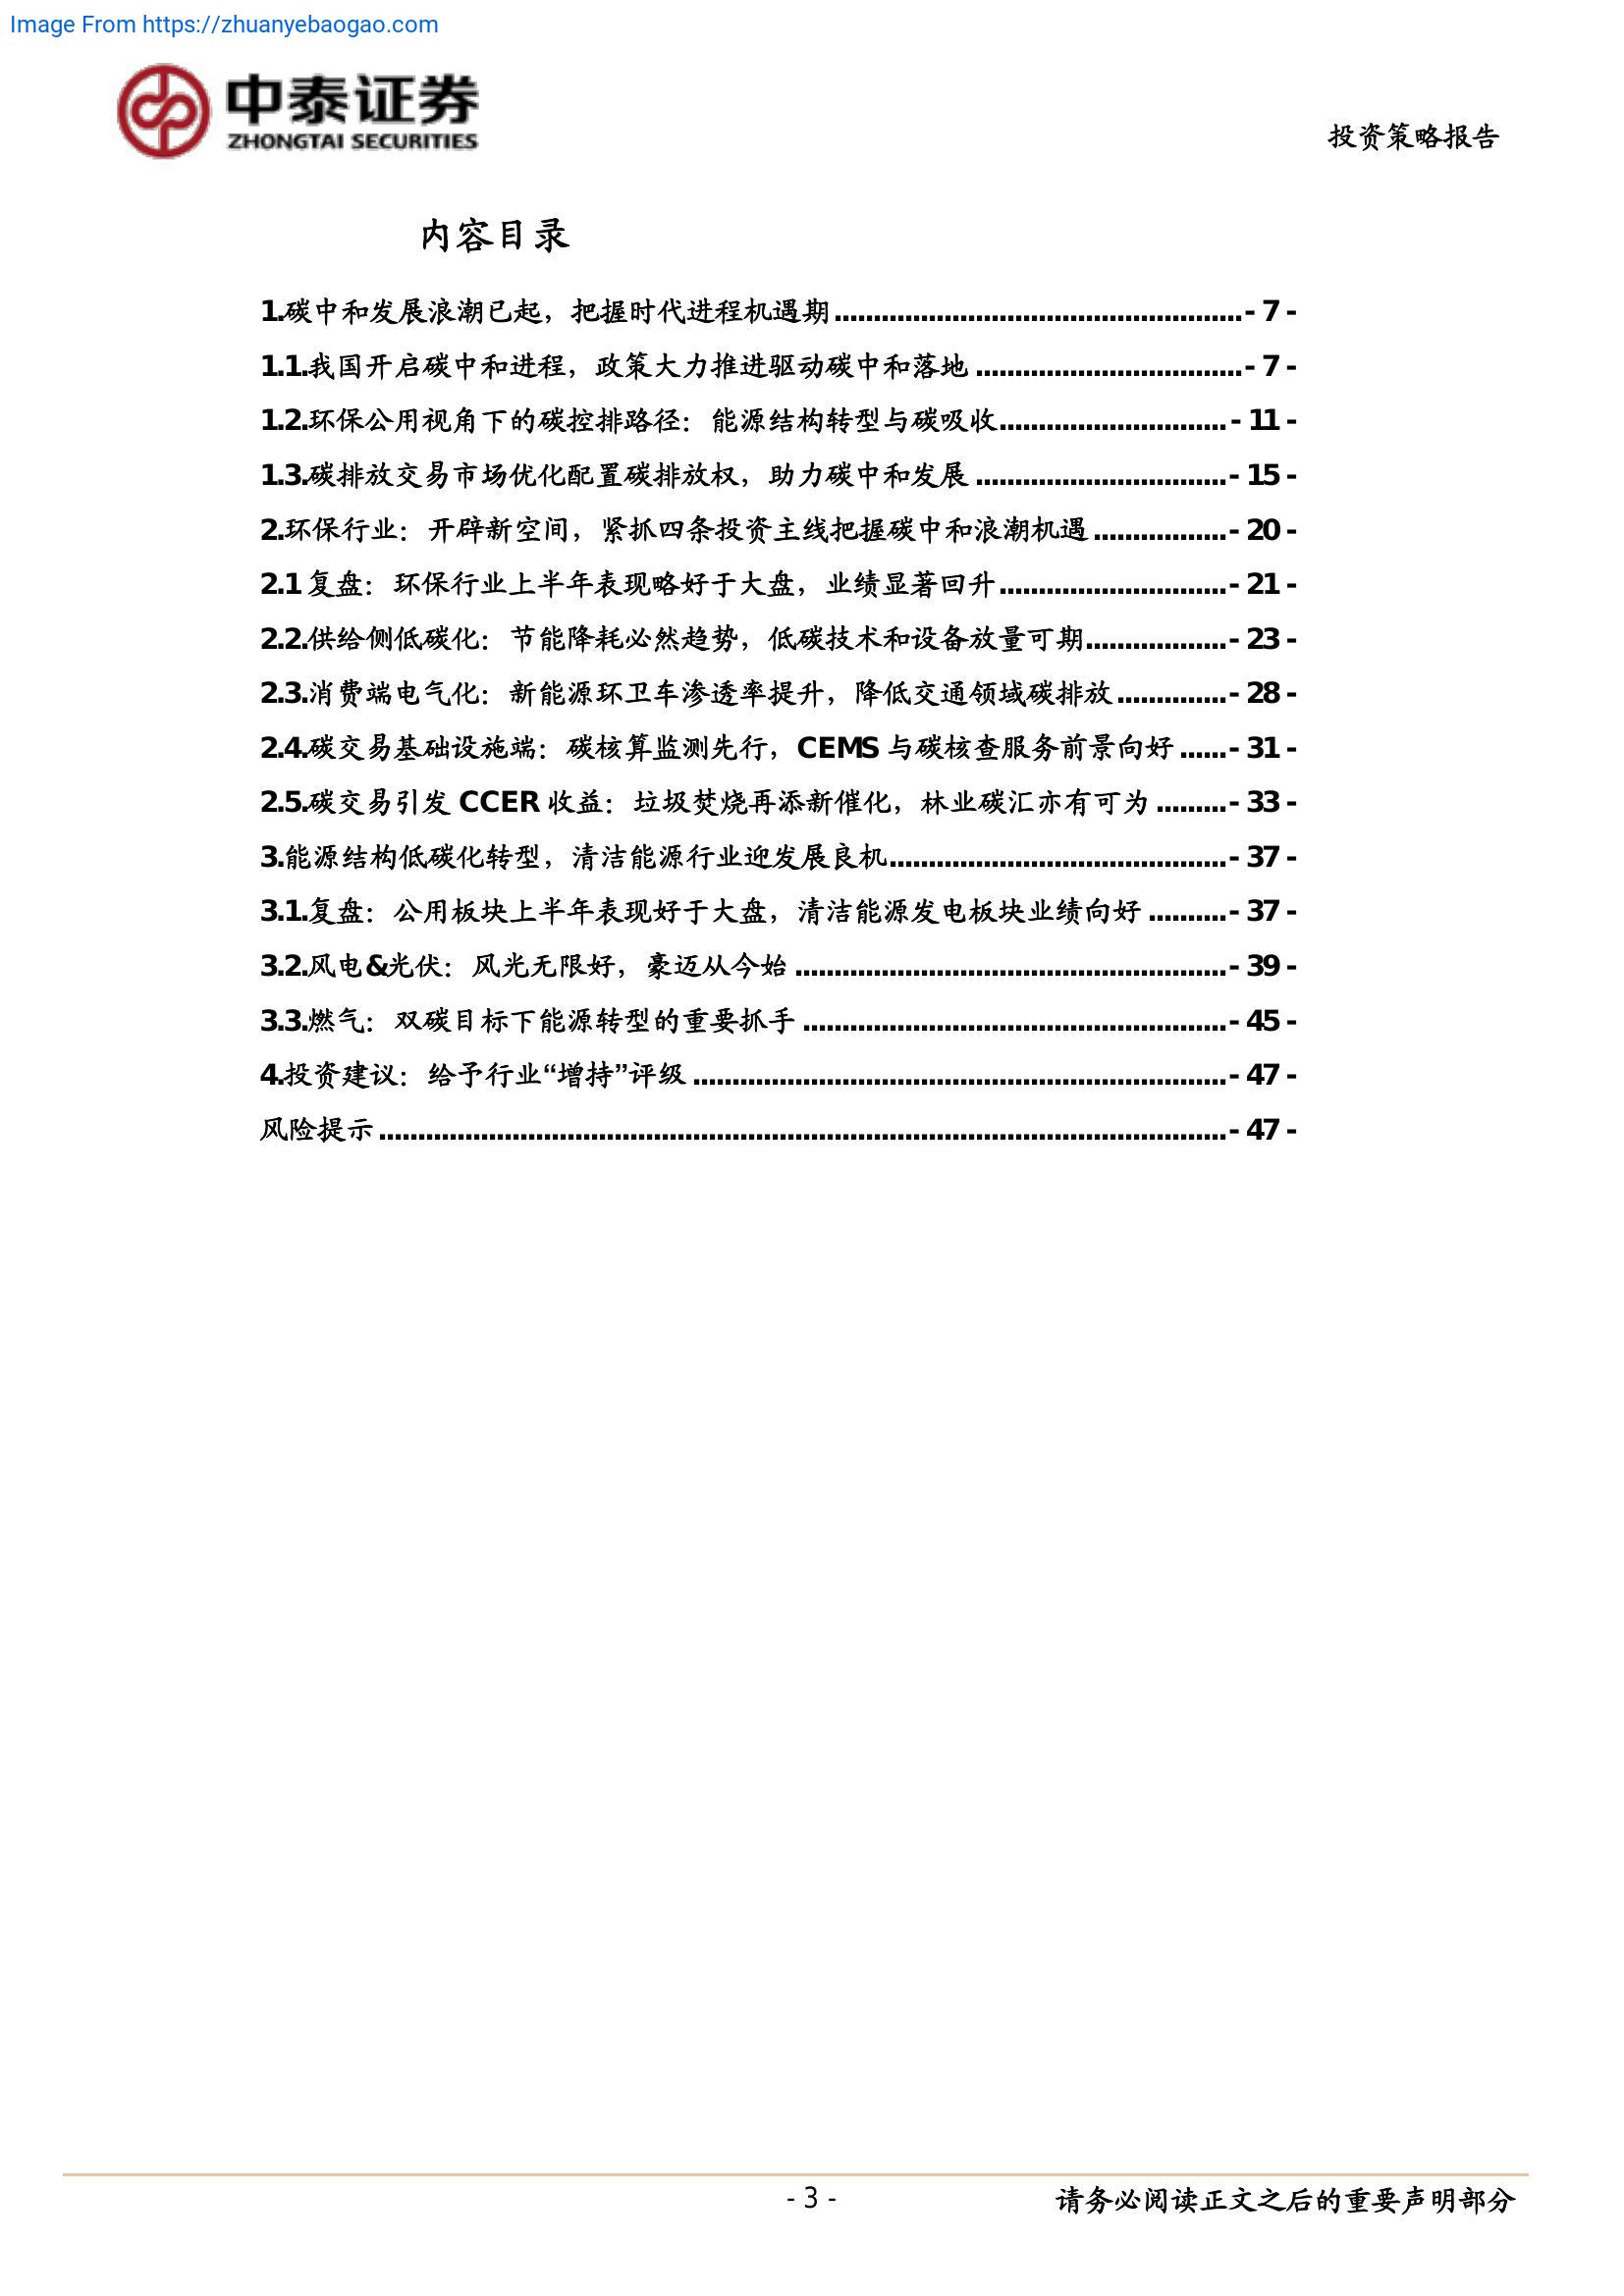 Image From https://zhuanyebaogao.com
中泰证券
ZHONGTAI SECURITIES
投资策略报告
内容目录
1.碳中和发展浪潮已起，把握时代进程机遇期....................................................- 7 -
1.1.我国开启碳中和进程，政策大力推进驱动碳中和落地..................................- 7 -
1.2.环保公用视角下的碳控排路径：能源结构转型与碳吸收.............................- 11 -
1.3.碳排放交易市场优化配置碳排放权，助力碳中和发展................................- 15 -
2.环保行业：开辟新空间，紧抓四条投资主线把握碳中和浪潮机遇.................- 20 -
2.1 复盘：环保行业上半年表现略好于大盘，业绩显著回升.............................- 21 -
2.2.供给侧低碳化：节能降耗必然趋势，低碳技术和设备放量可期..................- 23 -
2.3.消费端电气化：新能源环卫车渗透率提升，降低交通领域碳排放..............- 28 -
2.4.碳交易基础设施端：碳核算监测先行，CEMS 与碳核查服务前景向好......- 31 -
2.5.碳交易引发 CCER 收益：垃圾焚烧再添新催化，林业碳汇亦有可为.........- 33 -
3.能源结构低碳化转型，清洁能源行业迎发展良机...........................................- 37 -
3.1.复盘：公用板块上半年表现好于大盘，清洁能源发电板块业绩向好..........- 37 -
3.2.风电&光伏：风光无限好，豪迈从今始.......................................................- 39 -
3.3.燃气：双碳目标下能源转型的重要抓手......................................................- 45 -
4.投资建议：给予行业“增持”评级....................................................................- 47 -
风险提示............................................................................................................- 47 -
- 3 -
请务必阅读正文之后的重要声明部分